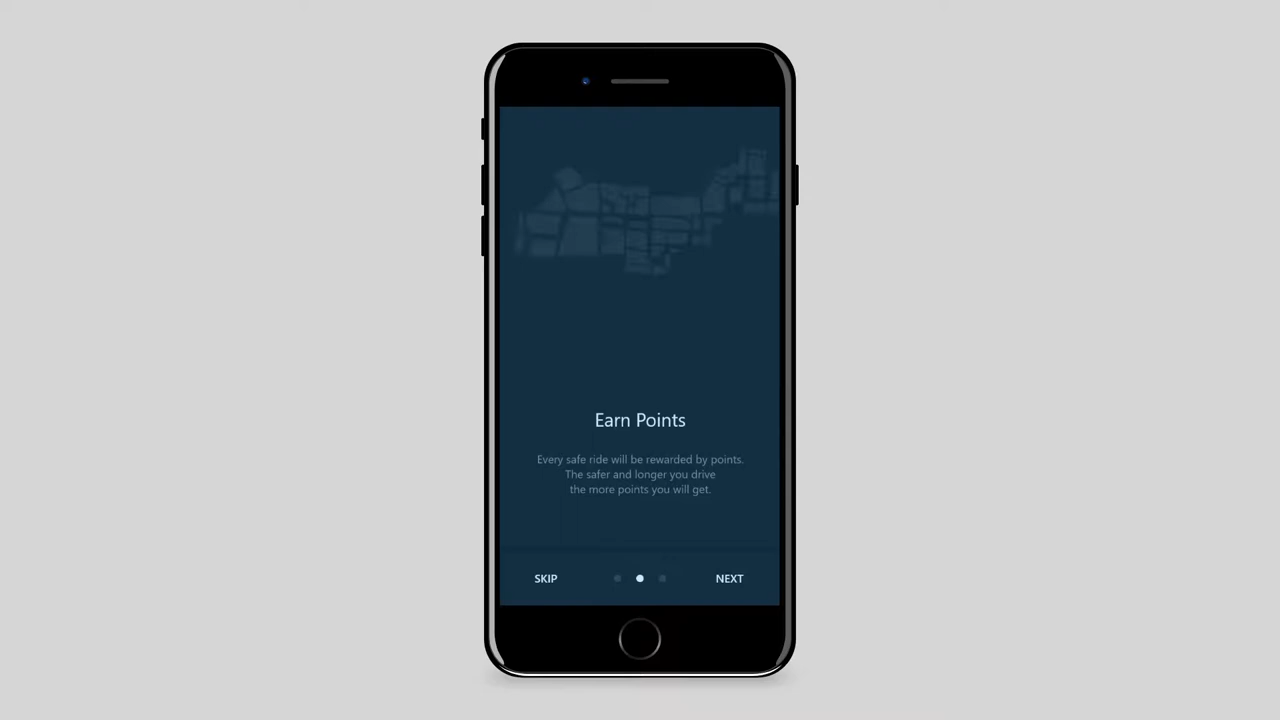 Earn Points
Every safe ride will be rewarded by points.
The safer and longer you drive
the more points you will get.
SKIP
NEXT